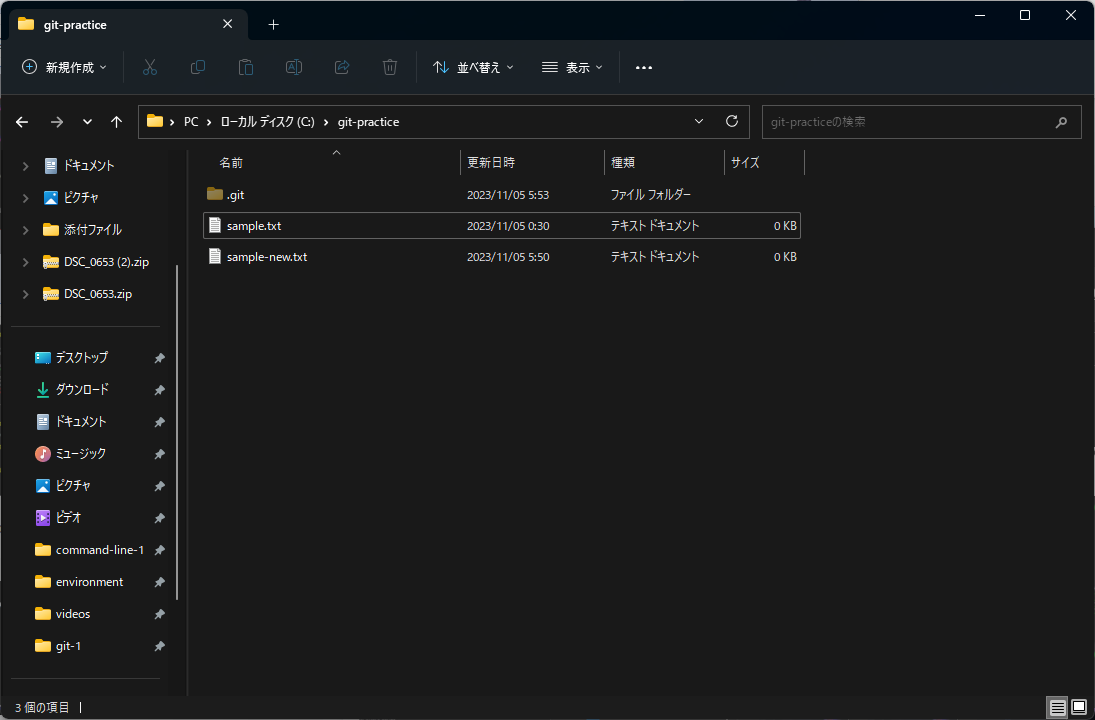 git-practice
新規作成
並べ替え
表示
PC
ローカル ディスク (C:)
git-practice
git-practiceの検索
ドキュメント
ピクチャ
添付ファイル
DSC_0653 (2).zip
DSC_0653.zip
デスクトップ
ダウンロード
ドキュメント
ミュージック
ピクチャ
ビデオ
command-line-1
environment
videos
git-1
名前 更新日時 種類 サイズ
.git 2023/11/05 5:53 ファイル フォルダー
sample.txt 2023/11/05 0:30 テキスト ドキュメント 0 KB
sample-new.txt 2023/11/05 5:50 テキスト ドキュメント 0 KB
3 個の項目